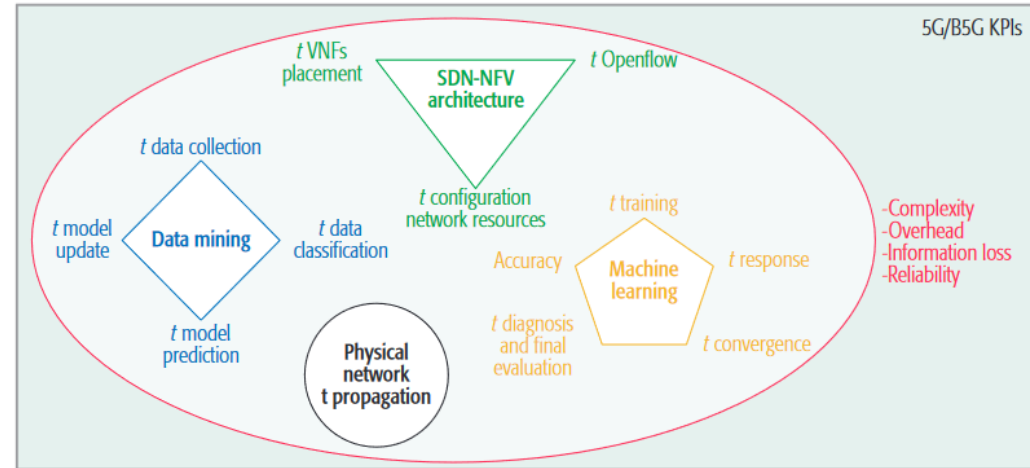 5G/B5G KPIs
t VNFs
placement
t Openflow
SDN-NFV
architecture
t configuration
network resources
t data collection
t model
update
Data mining
t data
classification
t model
prediction
t training
Accuracy
Machine
learning
t response
t diagnosis
and final
evaluation
t convergence
Physical
network
t propagation
-Complexity
-Overhead
-Information loss
-Reliability